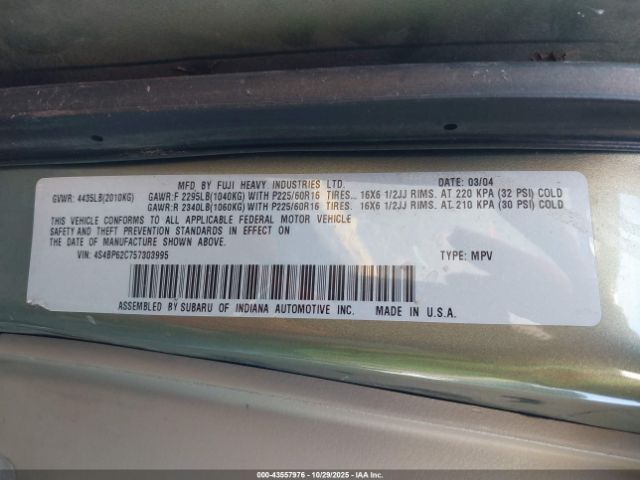 MFD. BY FUJI HEAVY INDUSTRIES LTD. DATE: 03/04
GVWR: 4435LB(2010KG) GAWR:F 2295LB(1040KG) WITH P225/60R16 TIRES... 16X6 1/2JJ RIMS. AT 220 KPA (32 PSI) COLD
GAWR:R 2340LB(1060KG) WITH P225/60R16 TIRES... 16X6 1/2JJ RIMS. AT 210 KPA (30 PSI) COLD
THIS VEHICLE CONFORMS TO ALL APPLICABLE FEDERAL MOTOR VEHICLE
SAFETY AND THEFT PREVENTION STANDARDS IN EFFECT ON
THE DATE OF MANUFACTURE SHOWN ABOVE
VIN: 4S4BP62C757303995 TYPE: MPV
ASSEMBLED BY SUBARU OF INDIANA AUTOMOTIVE INC. MADE IN U.S.A.
000-43557976 - 10/29/2025 - IAAI.com